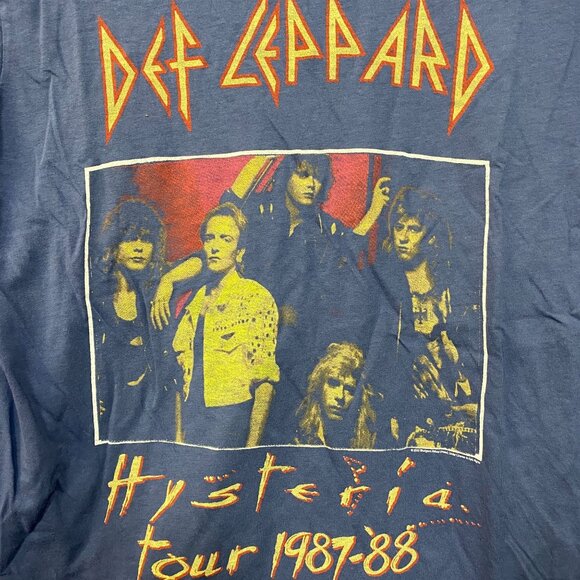 DEF LEPPARD
Hysteria
tour 1987-'88